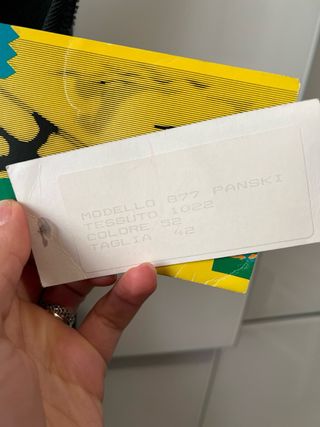 MODELLO 877 PANSKI
TESSUTO 1022
COLORE 52
TAGLIA 42